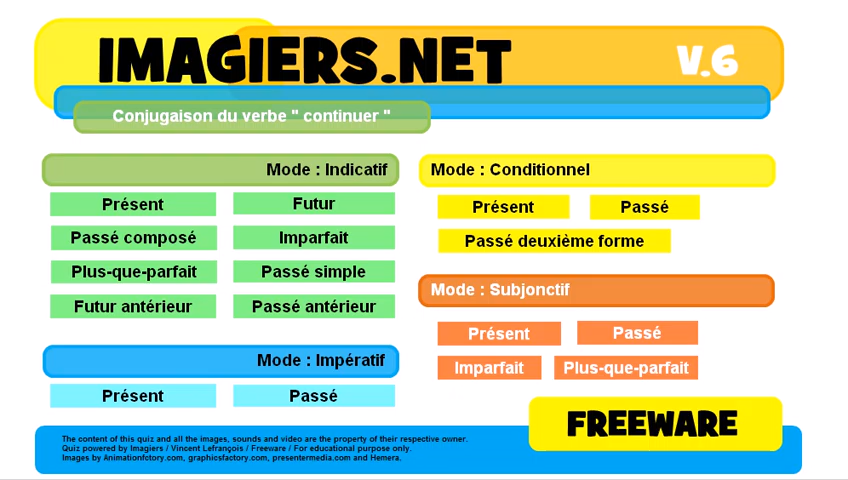 IMAGIERS.NET
V.6
Conjugaison du verbe " continuer "
Mode : Indicatif
Présent
Futur
Passé composé
Imparfait
Plus-que-parfait
Passé simple
Futur antérieur
Passé antérieur
Mode : Impératif
Présent
Passé
Mode : Conditionnel
Présent
Passé
Passé deuxième forme
Mode : Subjonctif
Présent
Passé
Imparfait
Plus-que-parfait
FREEWARE
The content of this quiz and all the images, sounds and video are the property of their respective owner.
Quiz powered by Imagiers / Vincent Lefrançois / Freeware / For educational purpose only.
Images by Animationfctory.com, graphicsfactory.com, presentermedia.com and Hemera.